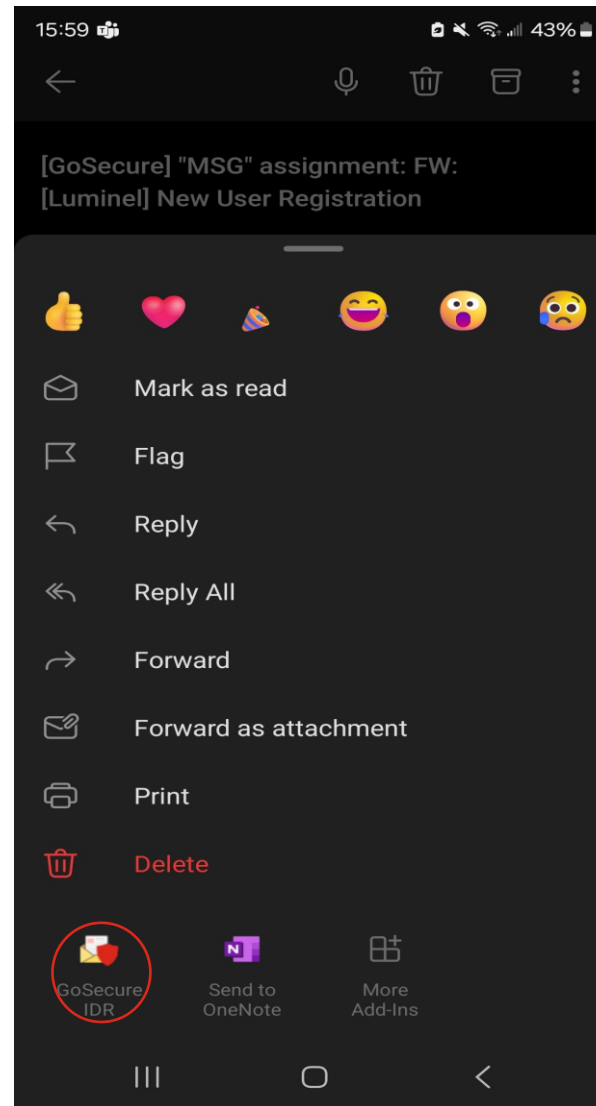 15:59
43%
[GoSecure] "MSG" assignment: FW:
[Luminel] New User Registration
Mark as read
Flag
Reply
Reply All
Forward
Forward as attachment
Print
Delete
GoSecure
IDR
Send to
OneNote
More
Add-Ins